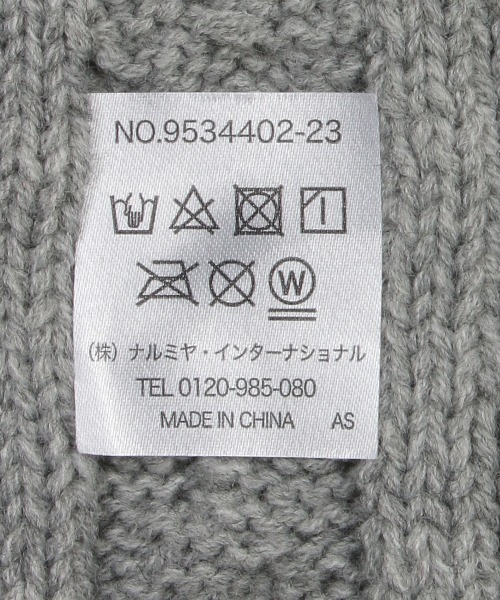 NO.9534402-23
W
(株) ナルミヤ・インターナショナル
TEL 0120-985-080
MADE IN CHINA AS